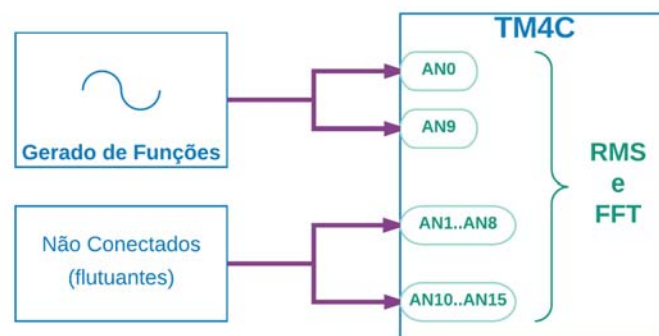 TM4C
AN0
AN9
Gerado de Funções
RMS
e
FFT
Não Conectados
(flutuantes)
AN1..AN8
AN10..AN15